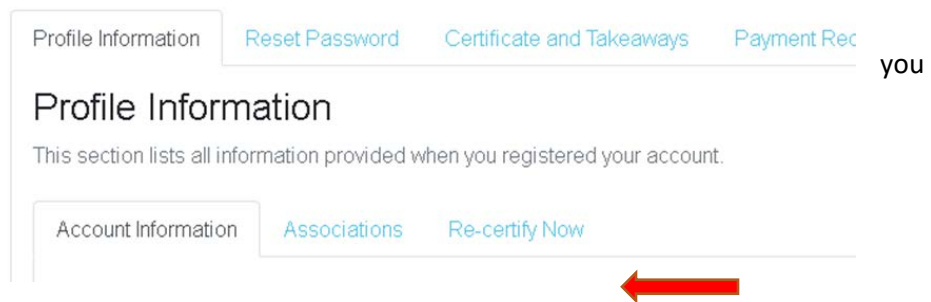 Profile Information Reset Password Certificate and Takeaways Payment Rec
you
Profile Information
This section lists all information provided when you registered your account.
Account Information Associations Re-certify Now